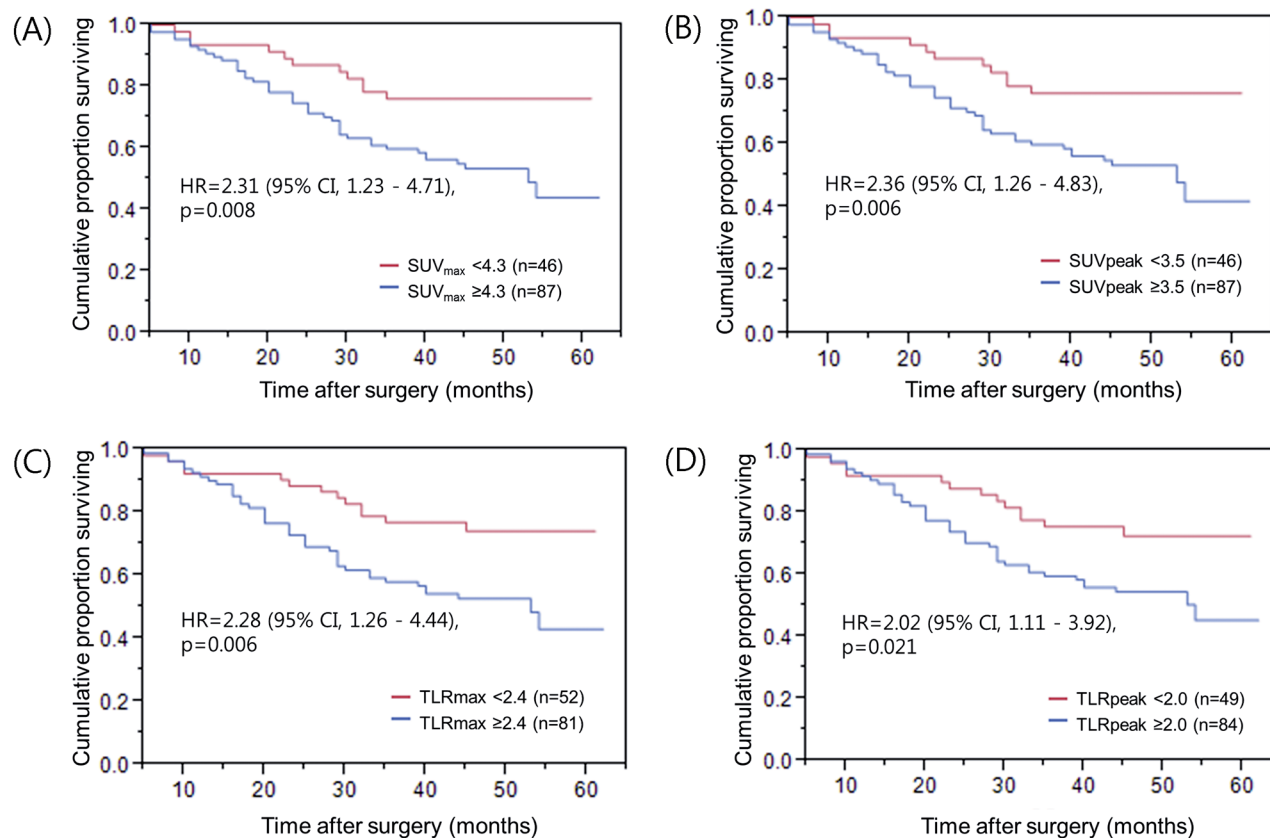 (A)
Cumulative proportion surviving
1.0
0.8
0.6
0.4
0.2
0.0
HR=2.31 (95% CI, 1.23 - 4.71),
p=0.008
SUVmax <4.3 (n=46)
SUVmax ≥4.3 (n=87)
10 20 30 40 50 60
Time after surgery (months)
(B)
Cumulative proportion surviving
1.0
0.8
0.6
0.4
0.2
0.0
HR=2.36 (95% CI, 1.26 - 4.83),
p=0.006
SUVpeak <3.5 (n=46)
SUVpeak ≥3.5 (n=87)
10 20 30 40 50 60
Time after surgery (months)
(C)
Cumulative proportion surviving
1.0
0.8
0.6
0.4
0.2
0.0
HR=2.28 (95% CI, 1.26 - 4.44),
p=0.006
TLRmax <2.4 (n=52)
TLRmax ≥2.4 (n=81)
10 20 30 40 50 60
Time after surgery (months)
(D)
Cumulative proportion surviving
1.0
0.8
0.6
0.4
0.2
0.0
HR=2.02 (95% CI, 1.11 - 3.92),
p=0.021
TLRpeak <2.0 (n=49)
TLRpeak ≥2.0 (n=84)
10 20 30 40 50 60
Time after surgery (months)